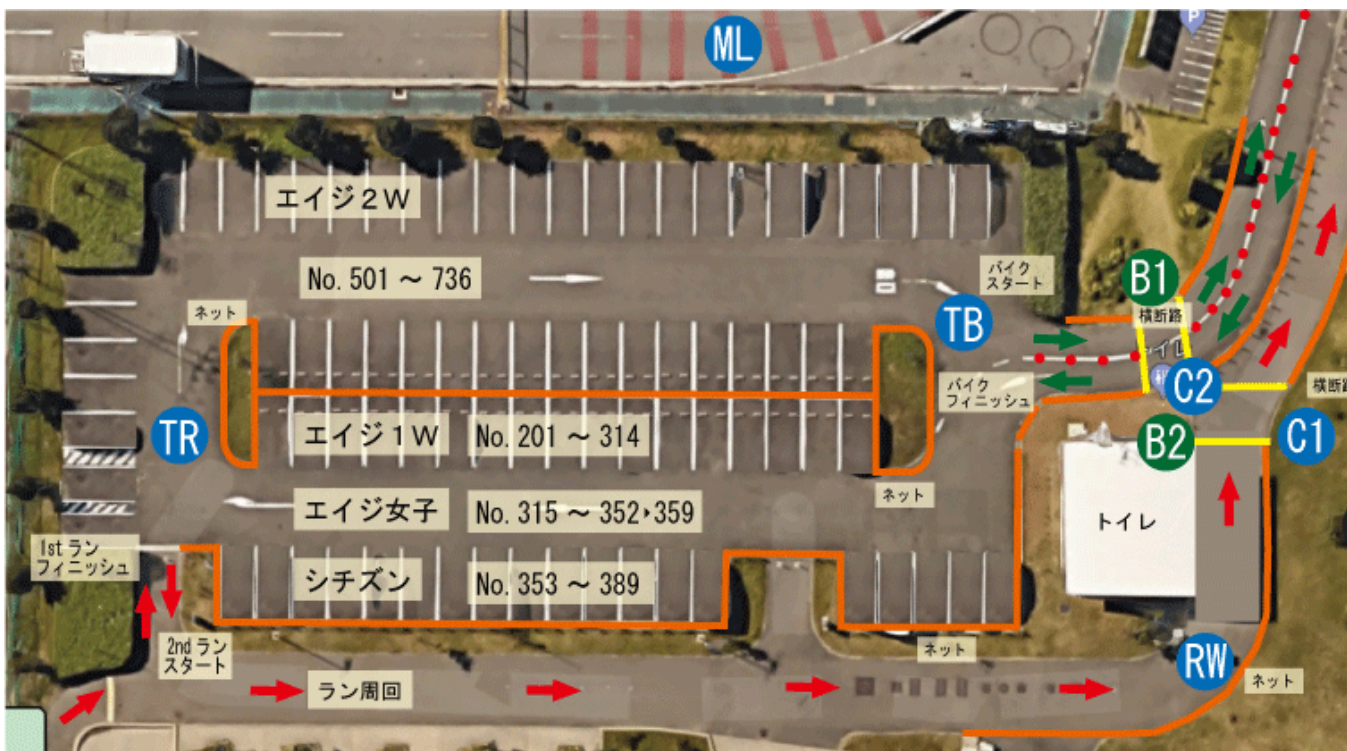 ML
P
エイジ2W
No. 501 ～ 736
バイク
スタート
B1
ネット
TB
横断路
トイレ
バイク
フィニッシュ
C2
横断路
TR
エイジ1W
No. 201 ～ 314
B2
C1
ネット
エイジ女子
No. 315 ～ 352・359
トイレ
1st ラン
フィニッシュ
シチズン
No. 353 ～ 389
2nd ラン
スタート
ネット
RW
ネット
ラン周回